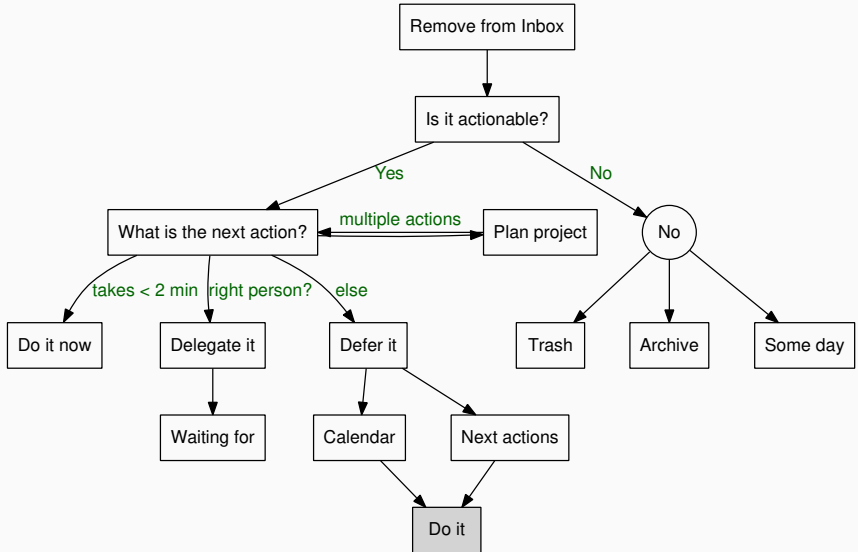 Remove from Inbox
Is it actionable?
Yes
No
What is the next action?
multiple actions
Plan project
No
takes < 2 min
right person?
else
Do it now
Delegate it
Defer it
Trash
Archive
Some day
Waiting for
Calendar
Next actions
Do it